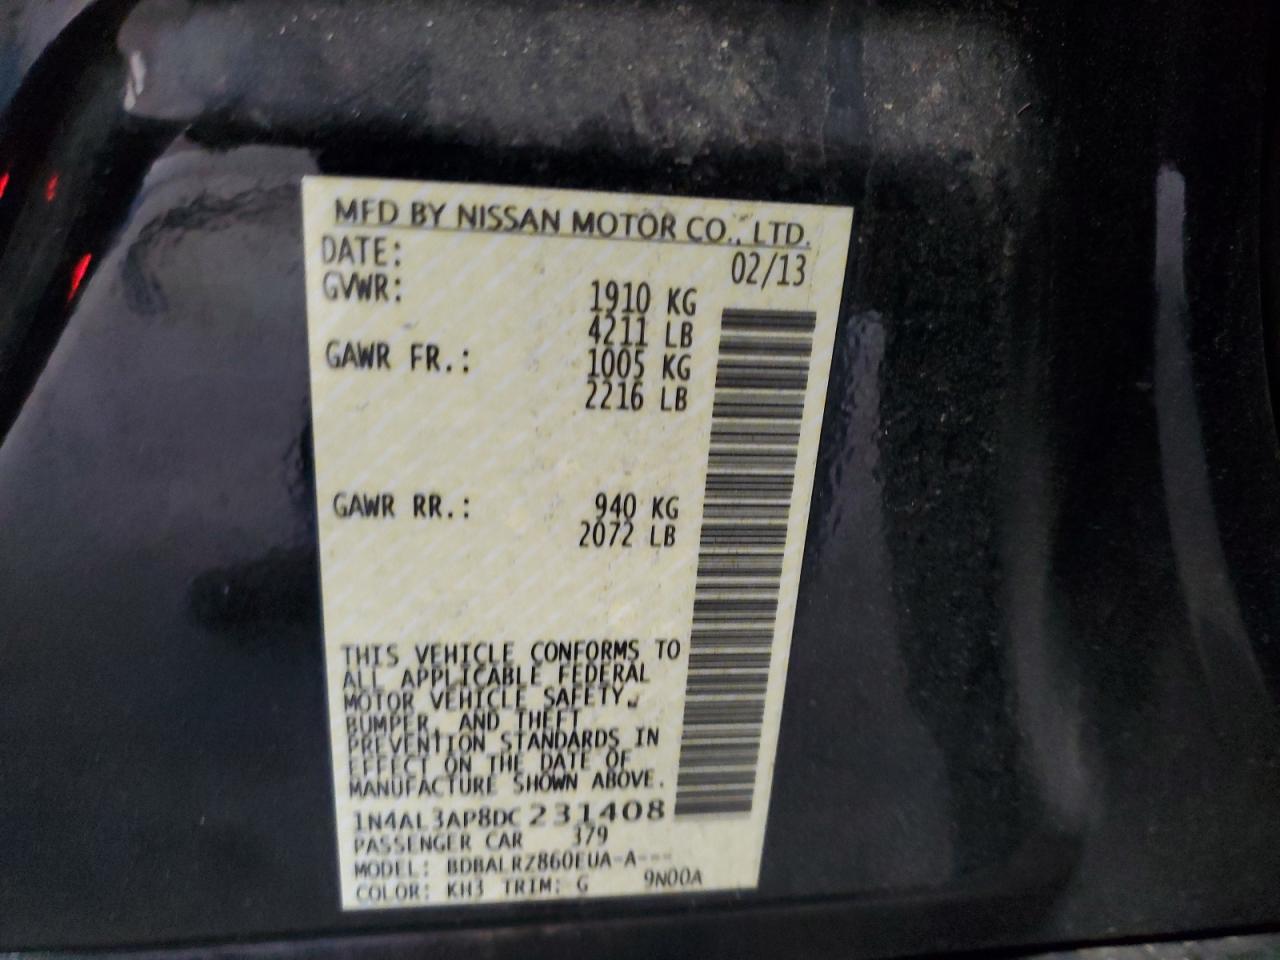 MFD BY NISSAN MOTOR CO., LTD.
DATE: 02/13
GVWR: 1910 KG
4211 LB
GAWR FR.: 1005 KG
2216 LB
GAWR RR.: 940 KG
2072 LB
THIS VEHICLE CONFORMS TO
ALL APPLICABLE FEDERAL
MOTOR VEHICLE SAFETY,
BUMPER, AND THEFT
PREVENTION STANDARDS IN
EFFECT ON THE DATE OF
MANUFACTURE SHOWN ABOVE.
1N4AL3AP8DC231408
PASSENGER CAR 379
MODEL: BDBALRZ860EUA-A---
COLOR: KH3 TRIM: G 9N00A